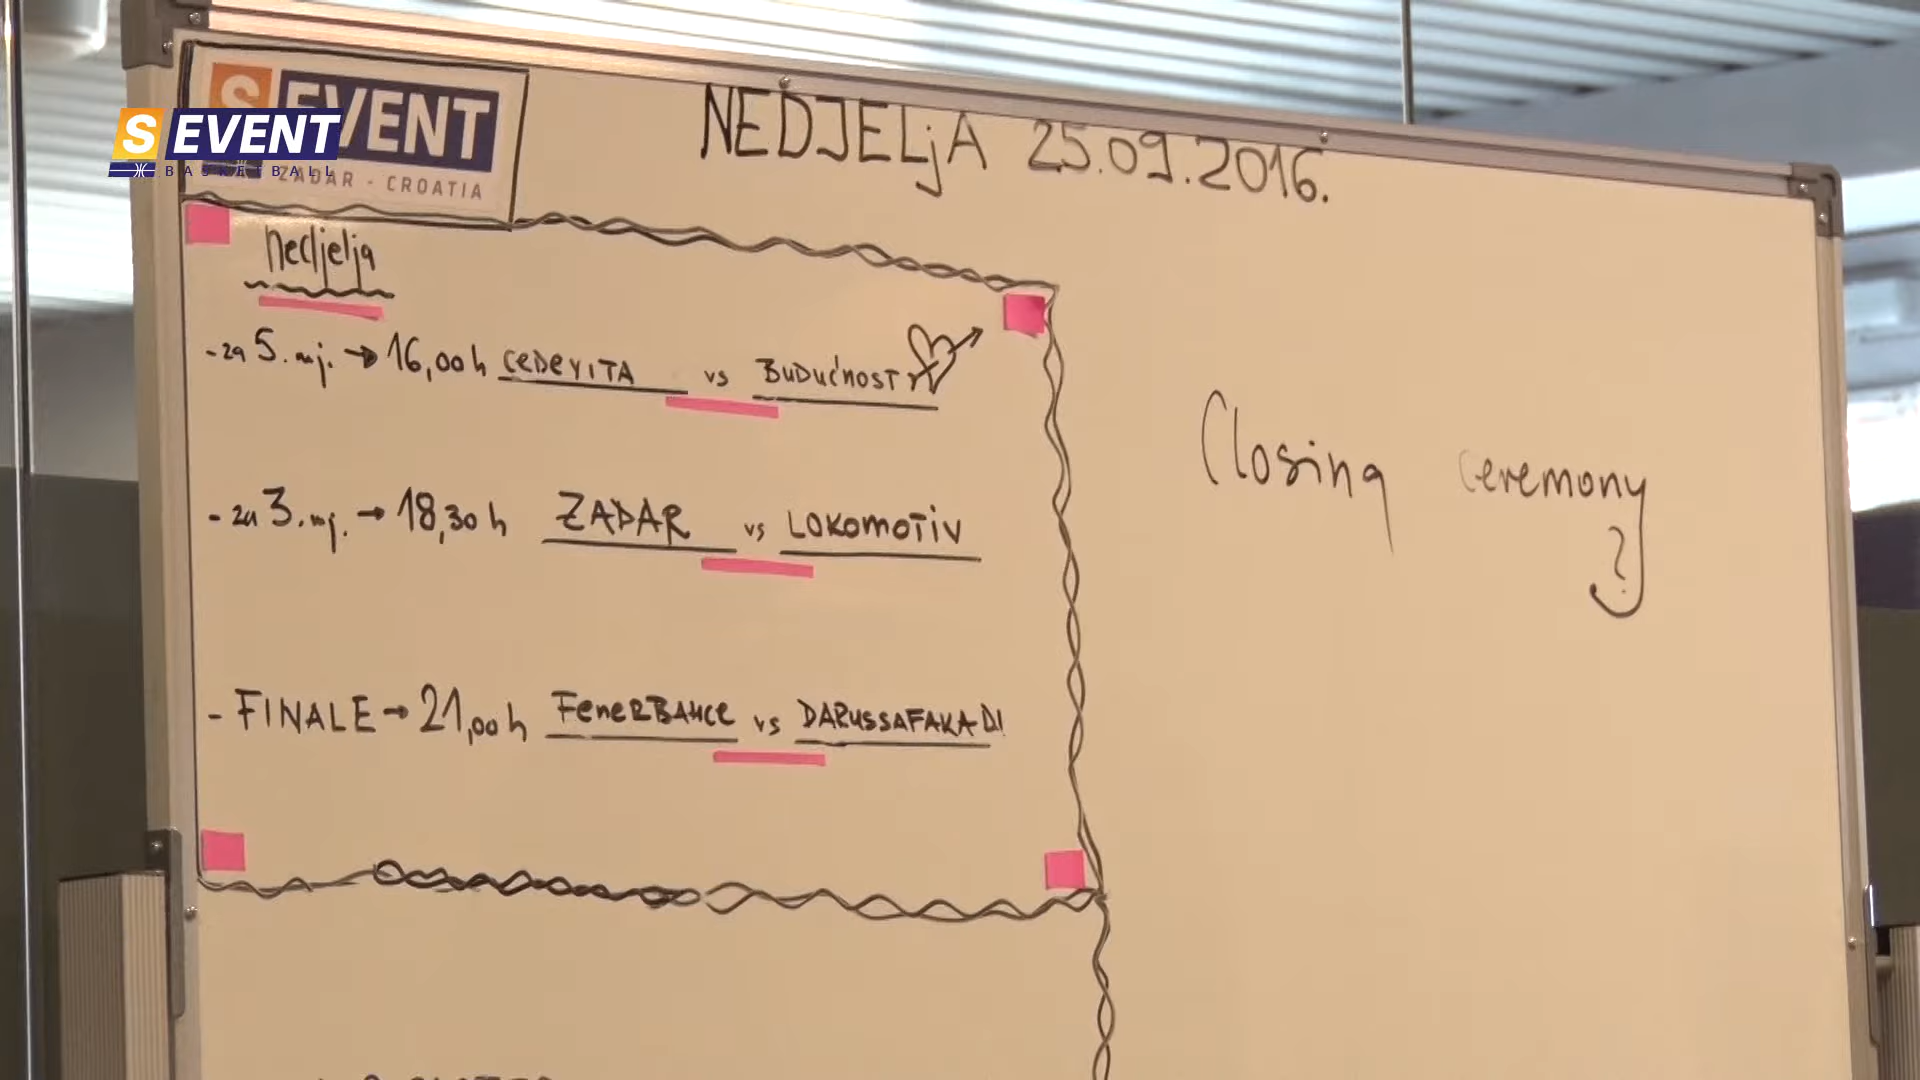 S EVENT
BASKETBALL
S EVENT
ZADAR - CROATIA
NEDJELjA 25.09.2016.
Nedjelja
- za 5. mj. → 16,00 h CEDEVITA vs BUDUĆNOST
- za 3. mj. → 18,30 h ZADAR vs LOKOMOTIV
- FINALE → 21,00 h FENERBAHCE vs DARUSSAFAKA D!
Closing ceremony
?